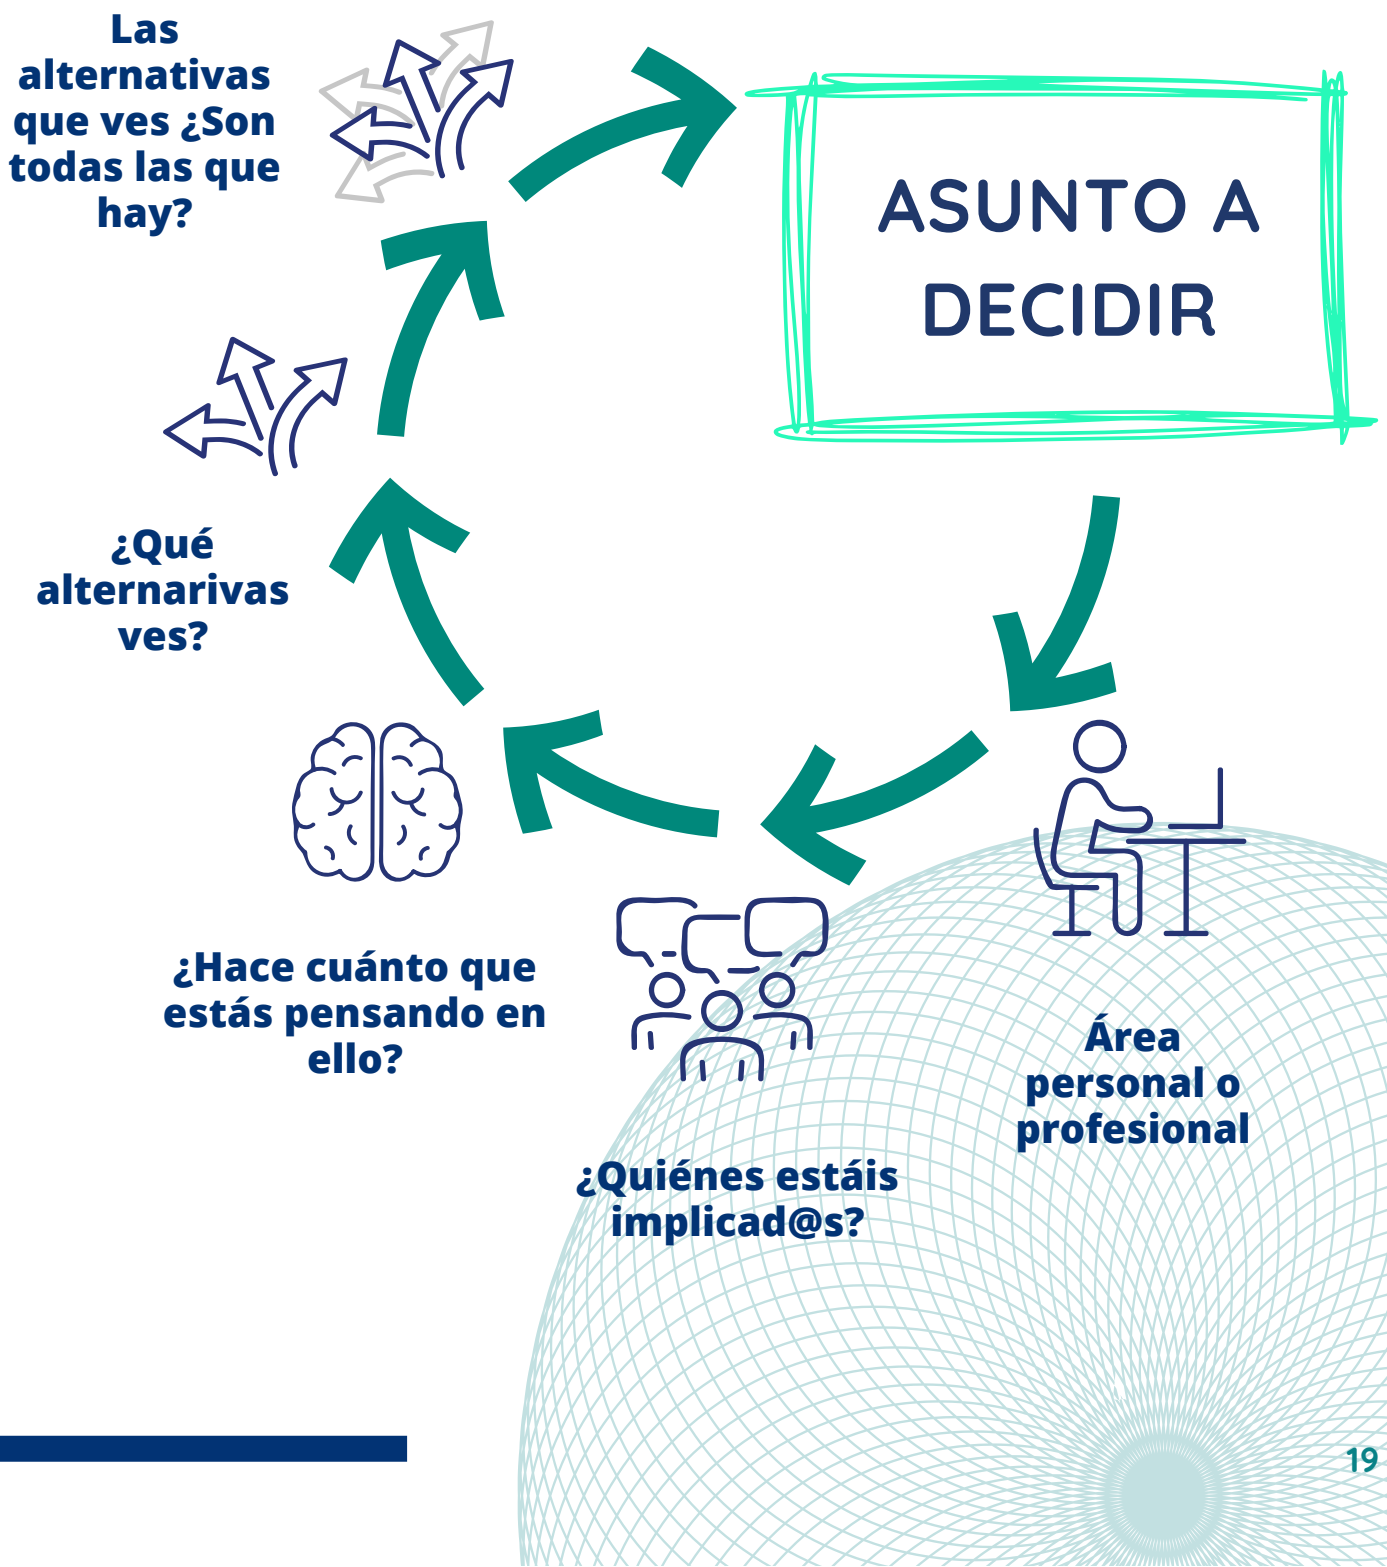 Las
alternativas
que ves ¿Son
todas las que
hay?
ASUNTO A
DECIDIR
¿Qué
alternarivas
ves?
¿Hace cuánto que
estás pensando en
ello?
¿Quiénes estáis
implicad@s?
Área
personal o
profesional
19